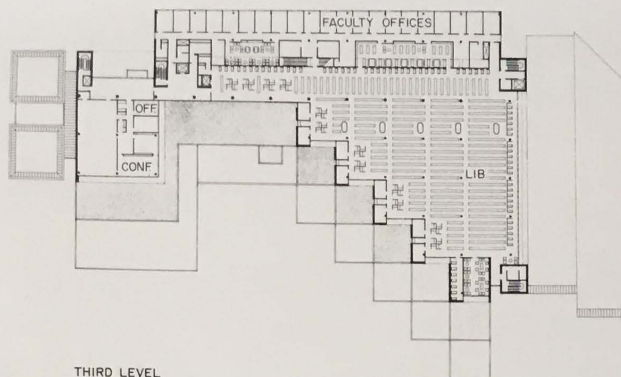 FACULTY OFFICES
OFF.
CONF.
LIB
THIRD LEVEL